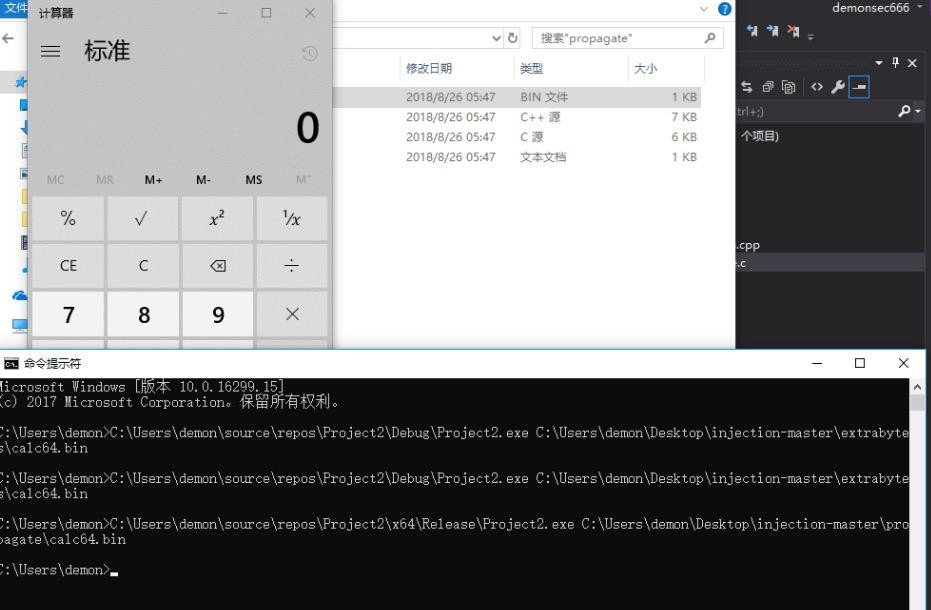 文件
计算器
标准
0
MC MR M+ M- MS M˅
% √ x² ¹/x
CE C ÷
7 8 9 ×
搜索"propagate"
修改日期 类型 大小
2018/8/26 05:47 BIN 文件 1 KB
2018/8/26 05:47 C++ 源 7 KB
2018/8/26 05:47 C 源 6 KB
2018/8/26 05:47 文本文档 1 KB
demonsec666
trl+;)
个项目)
.cpp
.c
命令提示符
Microsoft Windows [版本 10.0.16299.15]
(c) 2017 Microsoft Corporation。保留所有权利。
C:\Users\demon>C:\Users\demon\source\repos\Project2\Debug\Project2.exe C:\Users\demon\Desktop\injection-master\extrabyte
s\calc64.bin
C:\Users\demon>C:\Users\demon\source\repos\Project2\Debug\Project2.exe C:\Users\demon\Desktop\injection-master\extrabyte
s\calc64.bin
C:\Users\demon>C:\Users\demon\source\repos\Project2\x64\Release\Project2.exe C:\Users\demon\Desktop\injection-master\pro
pagate\calc64.bin
C:\Users\demon>